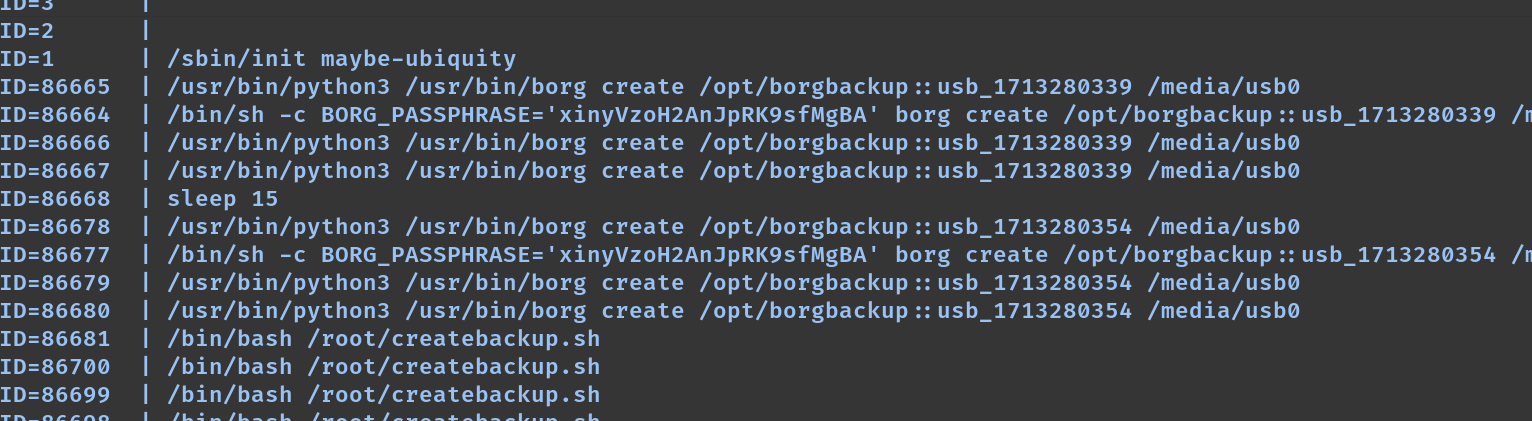 ID=3 |
ID=2 |
ID=1 | /sbin/init maybe-ubiquity
ID=86665 | /usr/bin/python3 /usr/bin/borg create /opt/borgbackup::usb_1713280339 /media/usb0
ID=86664 | /bin/sh -c BORG_PASSPHRASE='xinyVzoH2AnJpRK9sfMgBA' borg create /opt/borgbackup::usb_1713280339 /m
ID=86666 | /usr/bin/python3 /usr/bin/borg create /opt/borgbackup::usb_1713280339 /media/usb0
ID=86667 | /usr/bin/python3 /usr/bin/borg create /opt/borgbackup::usb_1713280339 /media/usb0
ID=86668 | sleep 15
ID=86678 | /usr/bin/python3 /usr/bin/borg create /opt/borgbackup::usb_1713280354 /media/usb0
ID=86677 | /bin/sh -c BORG_PASSPHRASE='xinyVzoH2AnJpRK9sfMgBA' borg create /opt/borgbackup::usb_1713280354 /m
ID=86679 | /usr/bin/python3 /usr/bin/borg create /opt/borgbackup::usb_1713280354 /media/usb0
ID=86680 | /usr/bin/python3 /usr/bin/borg create /opt/borgbackup::usb_1713280354 /media/usb0
ID=86681 | /bin/bash /root/createbackup.sh
ID=86700 | /bin/bash /root/createbackup.sh
ID=86699 | /bin/bash /root/createbackup.sh
ID=86698 | /bin/bash /root/createbackup.sh